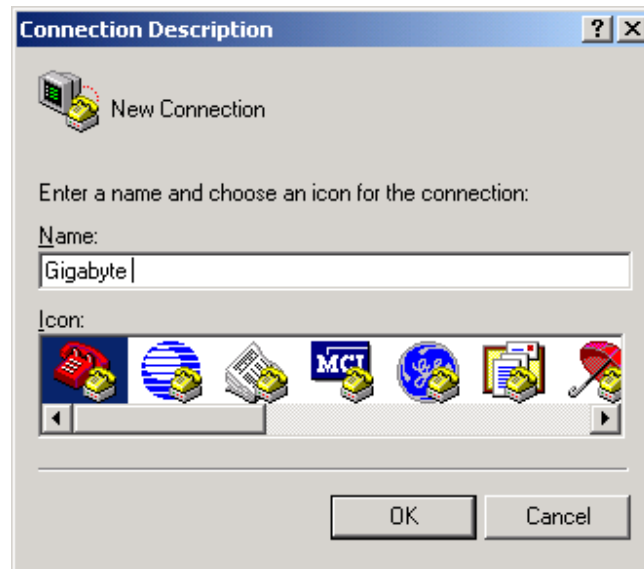 Connection Description
New Connection
Enter a name and choose an icon for the connection:
Name:
Gigabyte
Icon:
MCI
OK Cancel